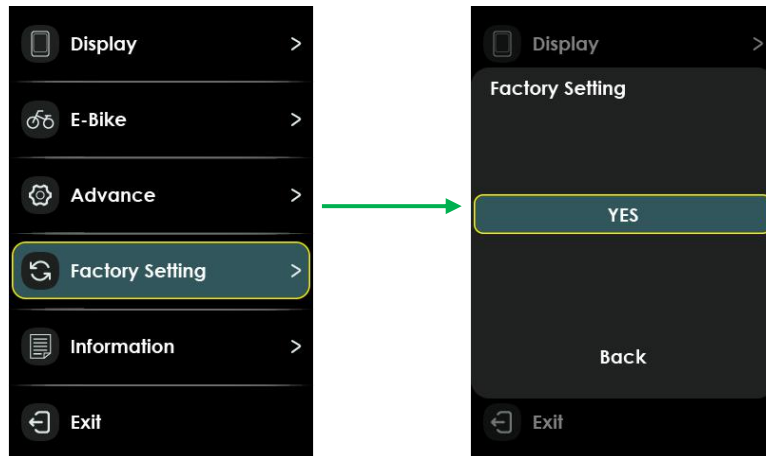 Display >
E-Bike >
Advance >
Factory Setting >
Information >
Exit
Display >
Factory Setting
YES
Back
Exit